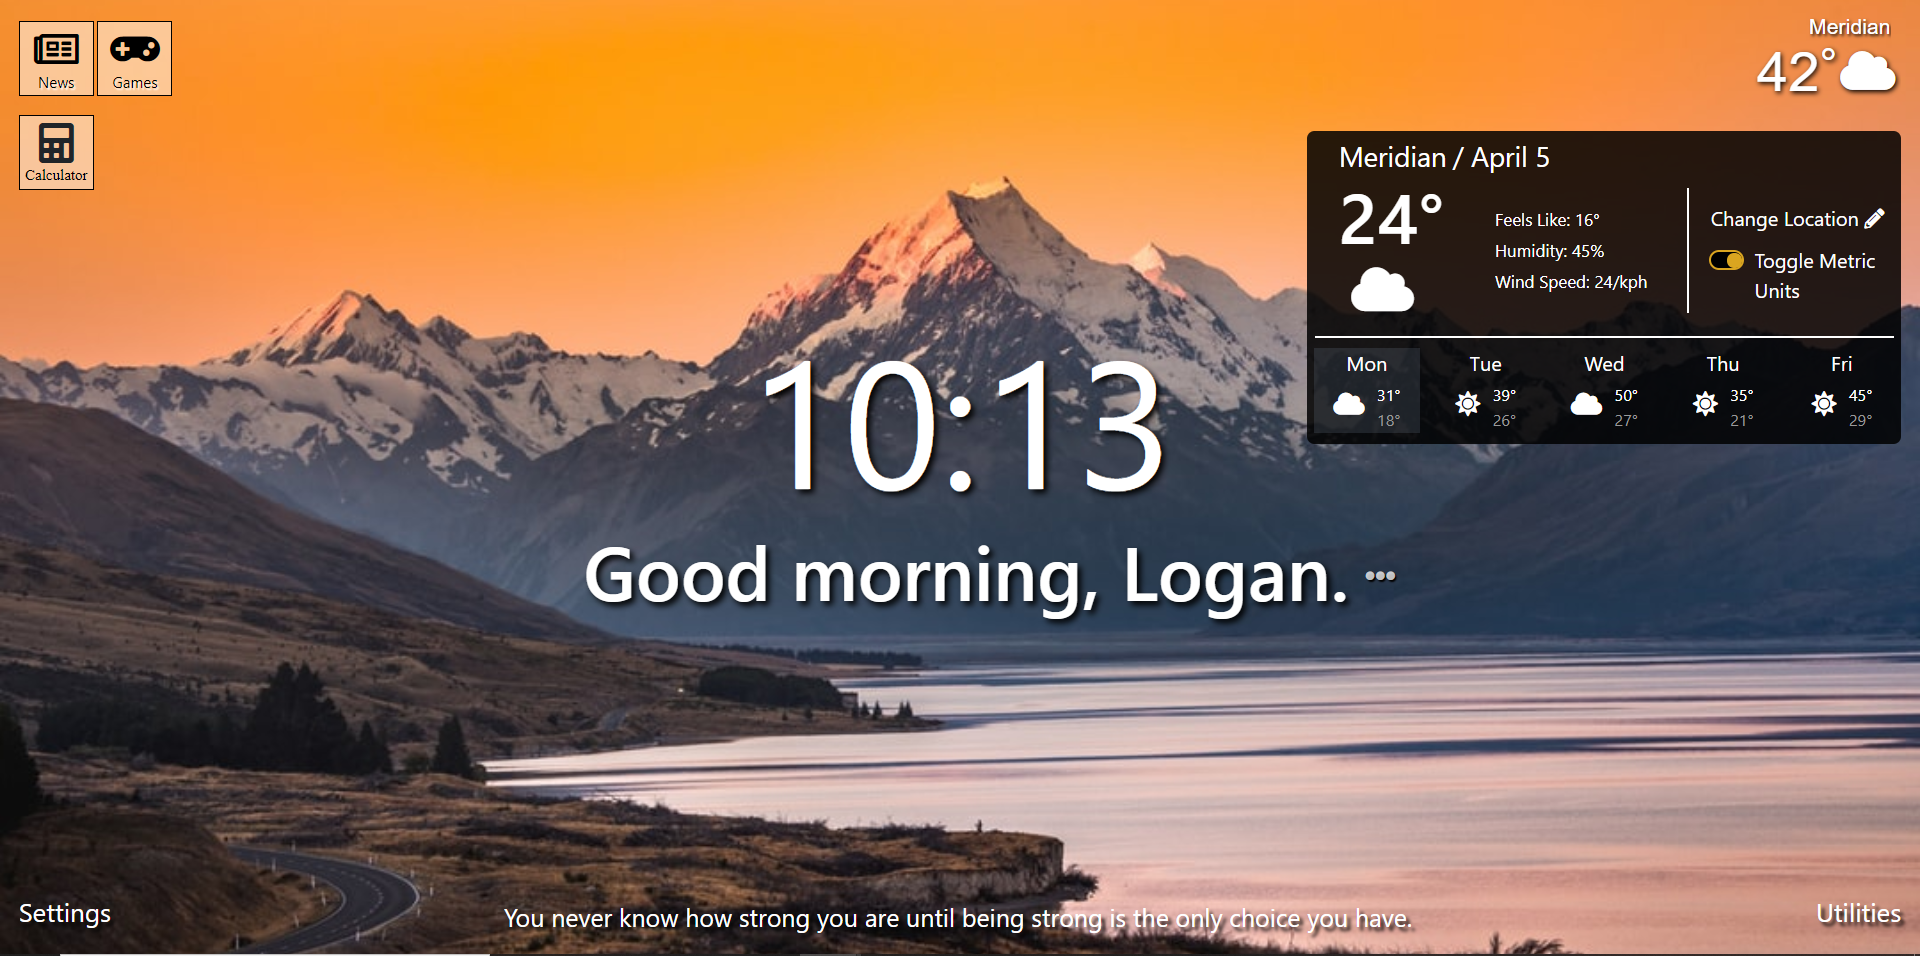 News
Games
Calculator
Meridian
42°
Meridian / April 5
24°
Feels Like: 16°
Humidity: 45%
Wind Speed: 24/kph
Change Location
Toggle Metric
Units
Mon
31°
18°
Tue
39°
26°
Wed
50°
27°
Thu
35°
21°
Fri
45°
29°
10:13
Good morning, Logan.
Settings
You never know how strong you are until being strong is the only choice you have.
Utilities